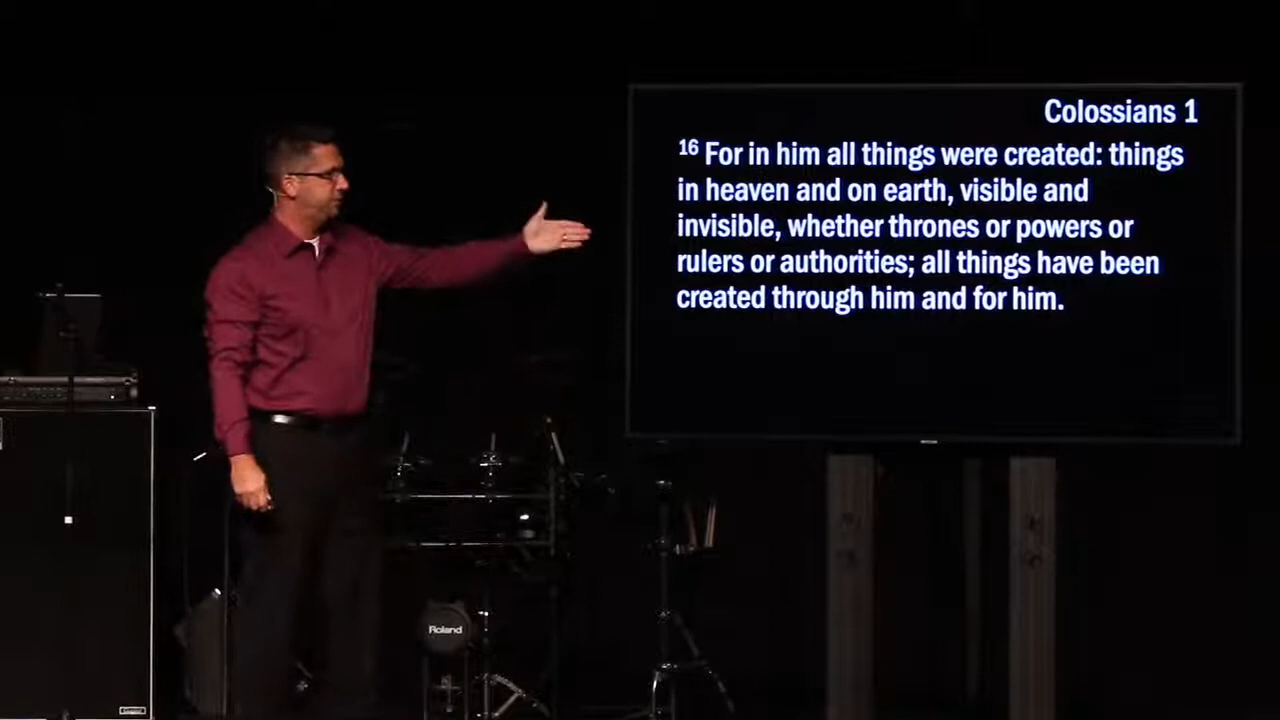 Colossians 1
16 For in him all things were created: things
in heaven and on earth, visible and
invisible, whether thrones or powers or
rulers or authorities; all things have been
created through him and for him.
Roland